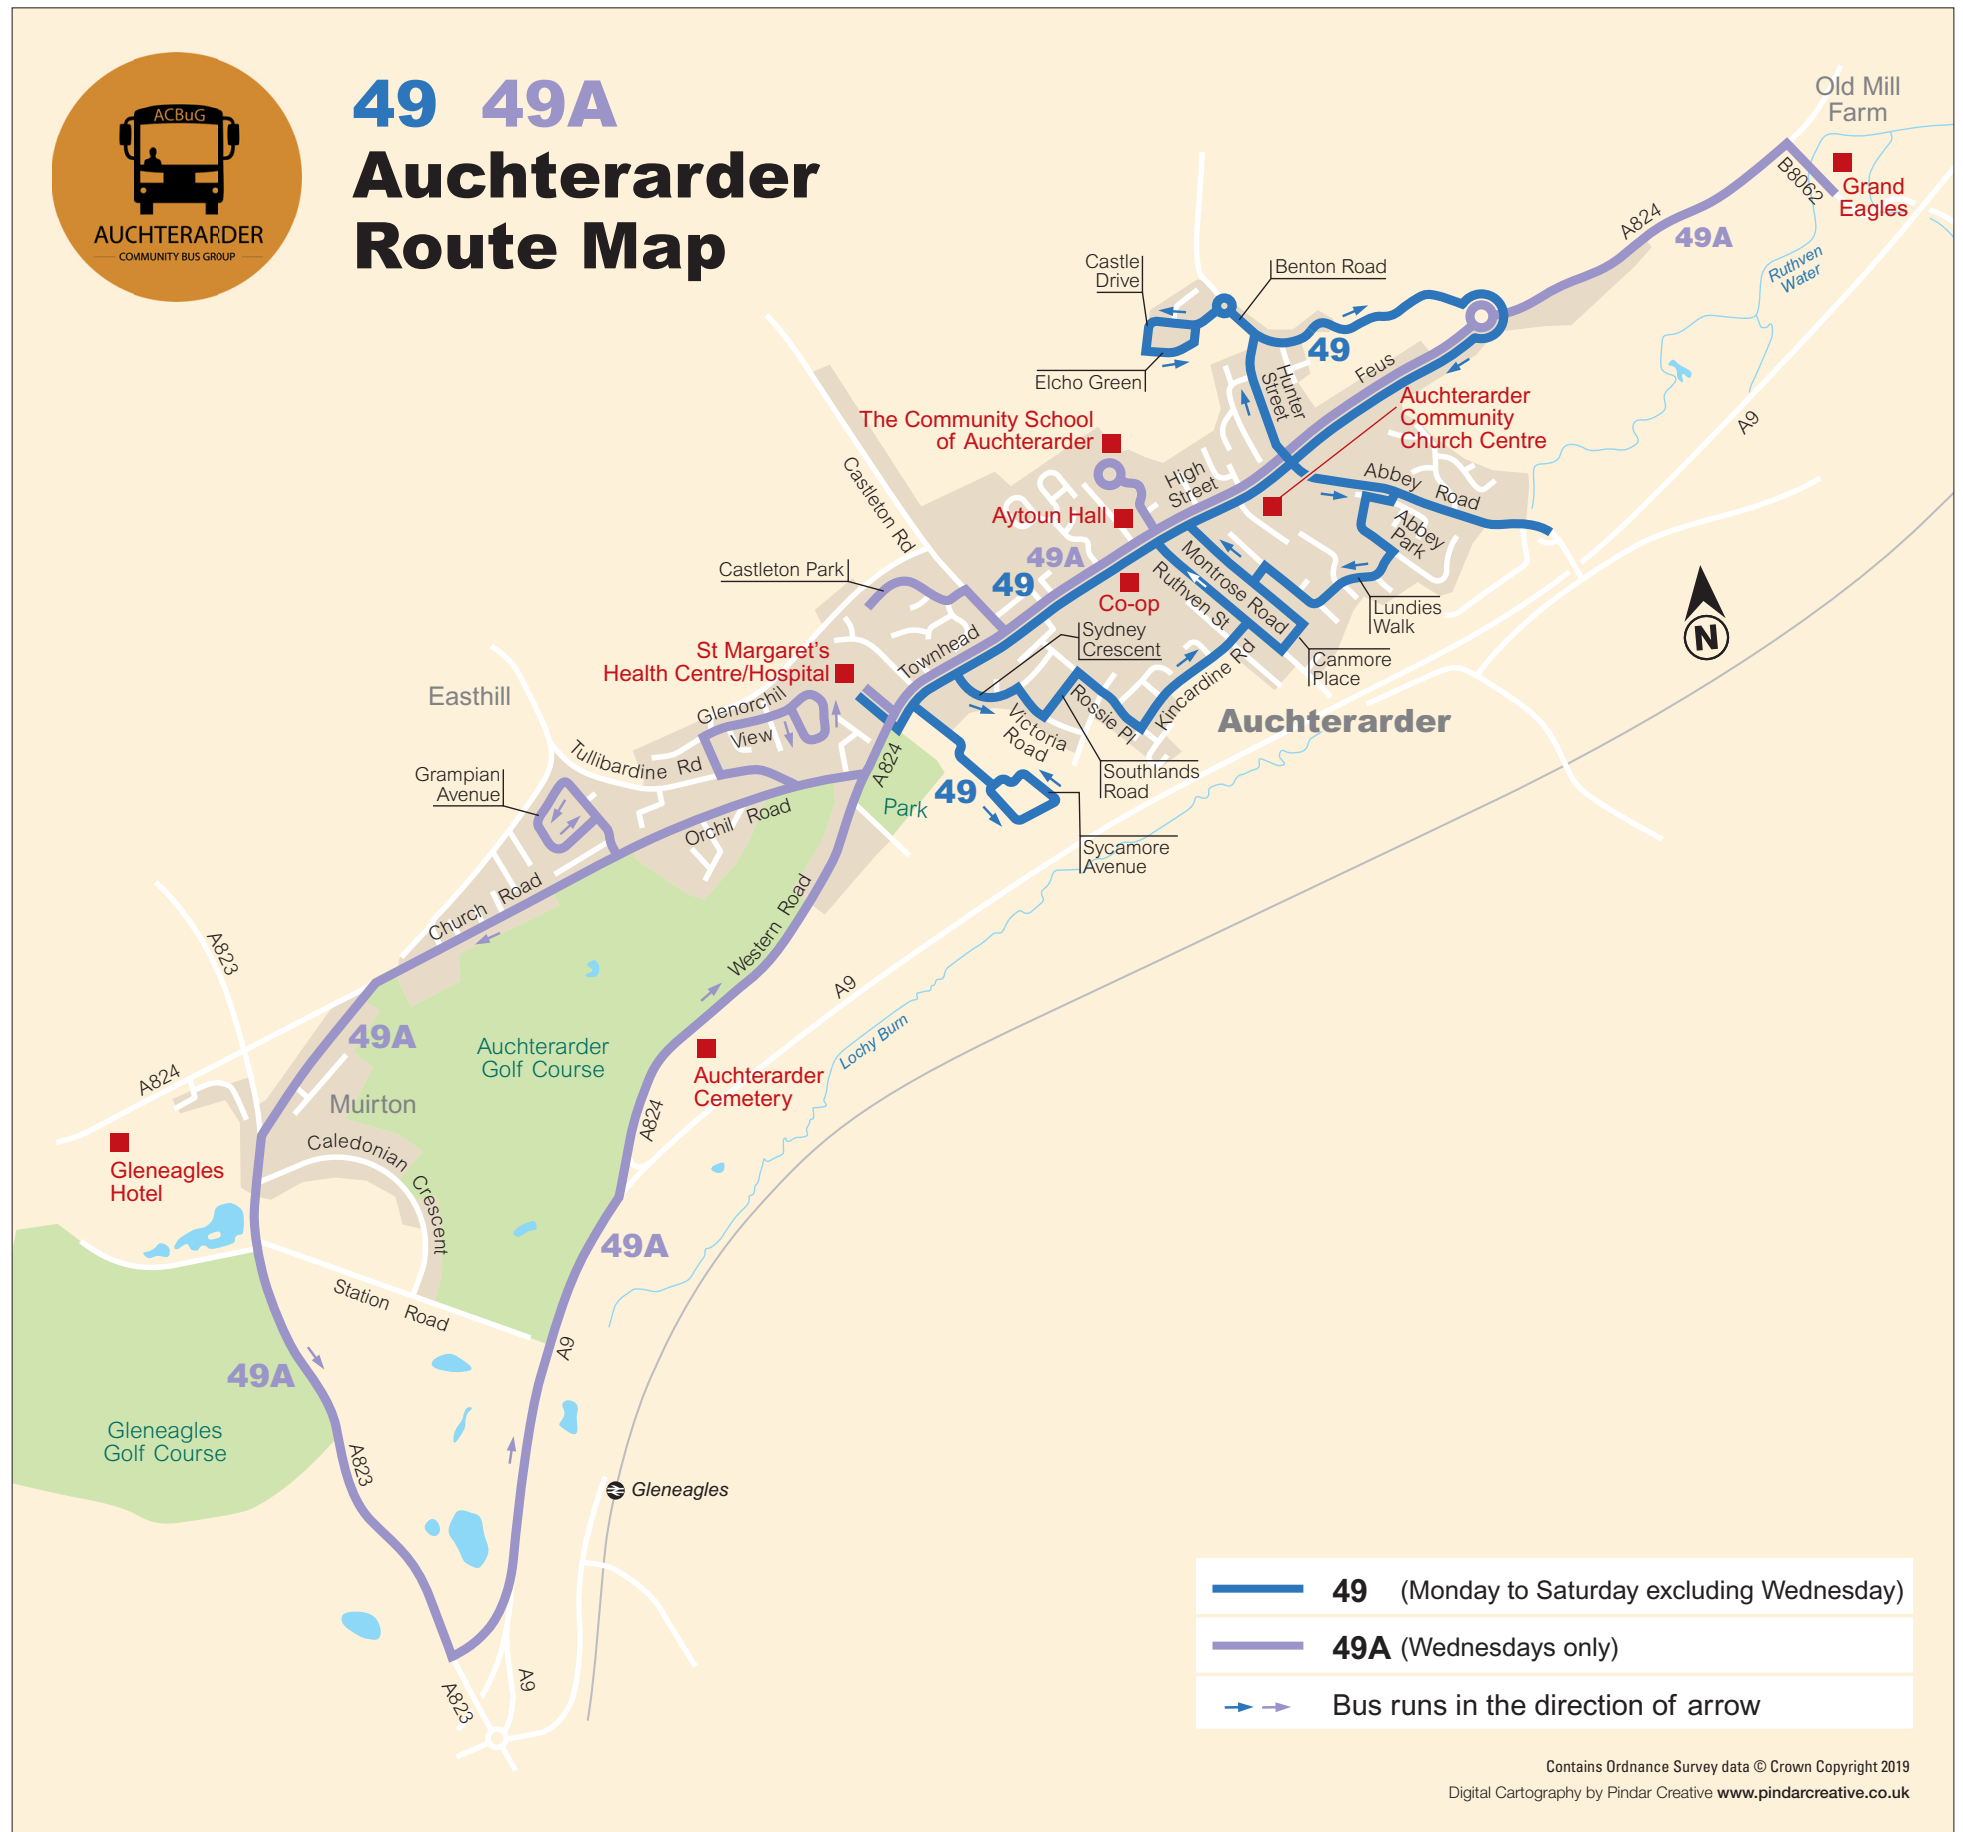 ACBuG
AUCHTERARDER
COMMUNITY BUS GROUP
49 49A
Auchterarder
Route Map
Old Mill
Farm
B8062
Grand
Eagles
A824
49A
Ruthven
Water
Castle
Drive
Benton Road
49
Elcho Green
Hunter
Street
Feus
Auchterarder
Community
Church Centre
A9
The Community School
of Auchterarder
Castleton Rd
High
Street
Abbey Road
Aytoun Hall
Abbey
Park
49A
49
Castleton Park
Co-op
Montrose Road
Ruthven St
Lundies
Walk
Sydney
Crescent
Townhead
St Margaret's
Health Centre/Hospital
Canmore
Place
N
Easthill
Glenorchil
View
Rossie Pl
Kincardine Rd
Victoria
Road
Auchterarder
Tullibardine Rd
A824
Southlands
Road
Grampian
Avenue
49
Park
Orchil Road
Sycamore
Avenue
Church Road
Western Road
A823
A9
Lochy Burn
49A
Auchterarder
Golf Course
A824
Auchterarder
Cemetery
Muirton
A824
Caledonian Crescent
Gleneagles
Hotel
49A
Station Road
A9
49A
Gleneagles
Golf Course
A823
Gleneagles
A9
A823
49 (Monday to Saturday excluding Wednesday)
49A (Wednesdays only)
Bus runs in the direction of arrow
Contains Ordnance Survey data © Crown Copyright 2019
Digital Cartography by Pindar Creative www.pindarcreative.co.uk